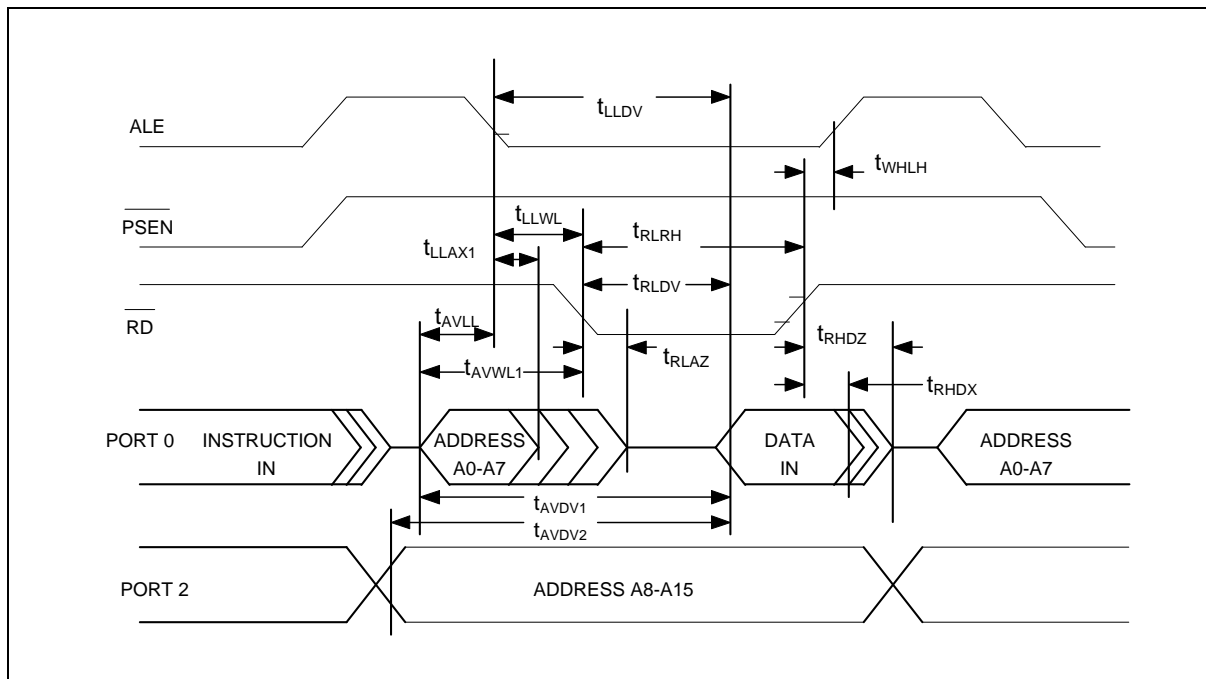 ALE
tLLDV
tWHLH
PSEN
tLLWL
tRLRH
tLLAX1
tRLDV
RD
tAVLL
tRHDZ
tRLAZ
tAVWL1
tRHDX
PORT 0
INSTRUCTION
IN
ADDRESS
A0-A7
DATA
IN
ADDRESS
A0-A7
tAVDV1
tAVDV2
PORT 2
ADDRESS A8-A15